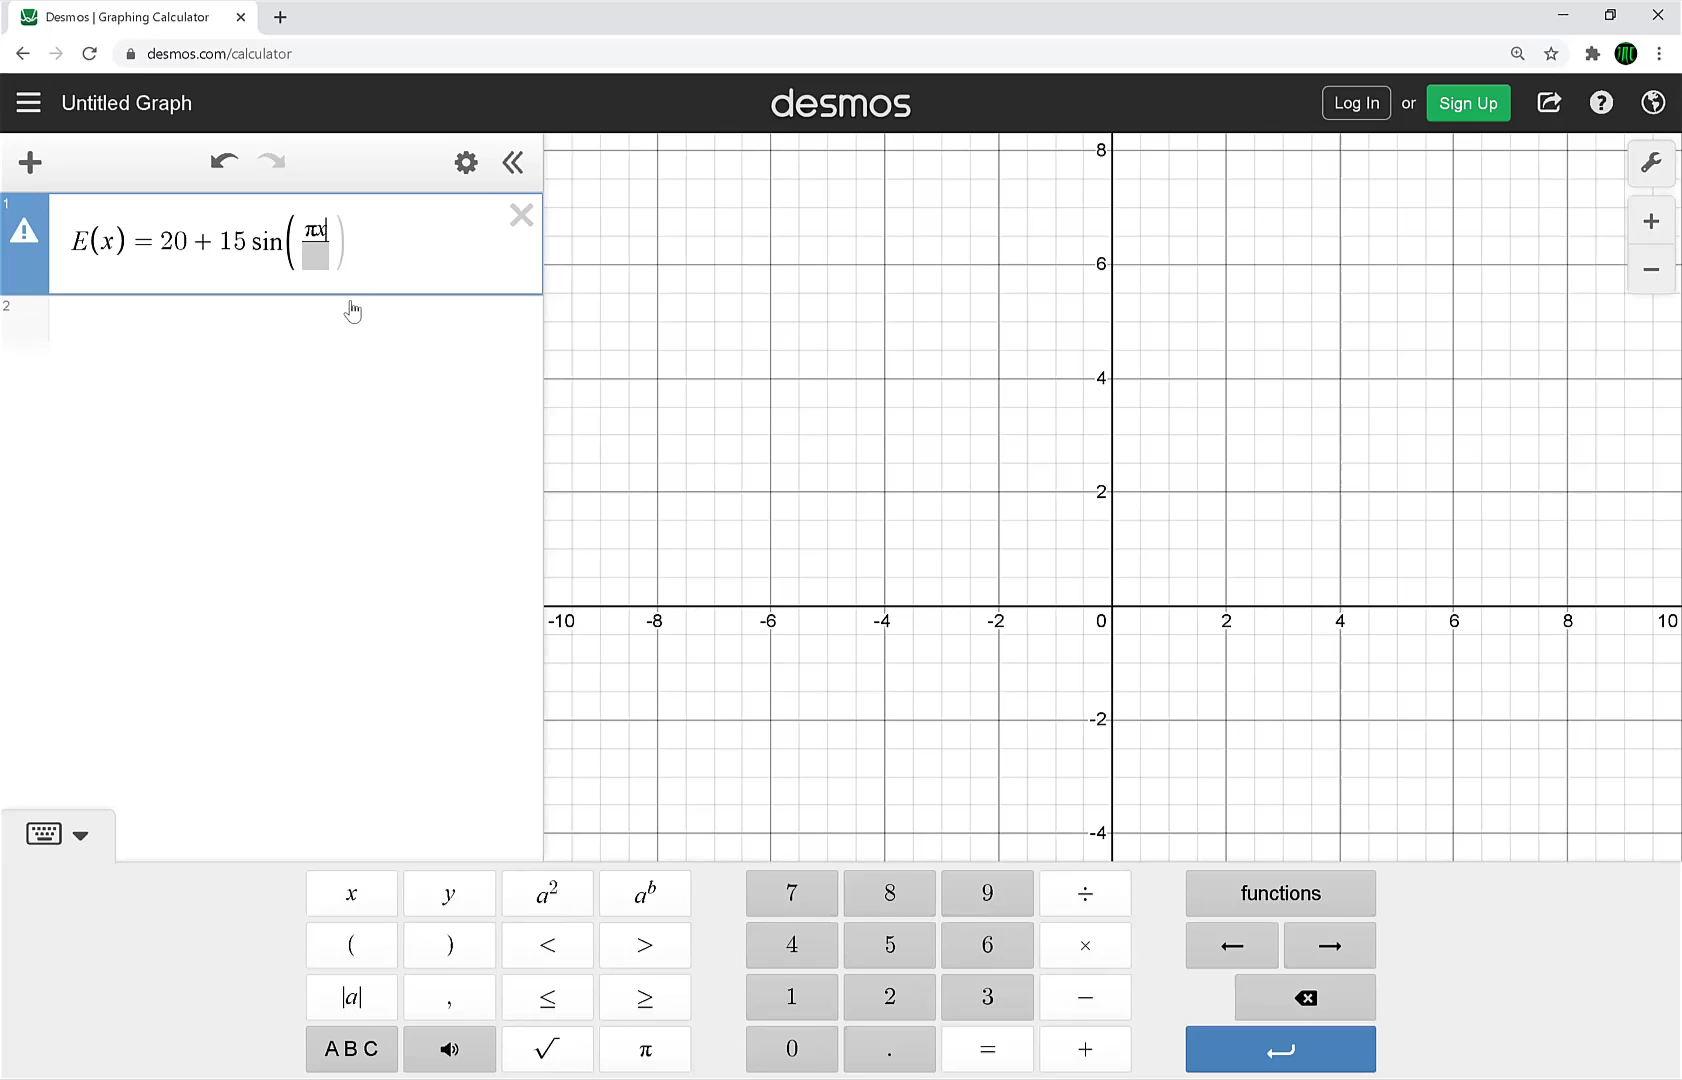 Desmos | Graphing Calculator
desmos.com/calculator
Untitled Graph
desmos
Log In or Sign Up
1
E(x) = 20 + 15 sin(πx/ )
2
8
6
4
2
-10 -8 -6 -4 -2 0 2 4 6 8 10
-2
-4
x y a² aᵇ 7 8 9 ÷ functions
( ) < > 4 5 6 × ← →
|a| , ≤ ≥ 1 2 3 −
A B C √ π 0 . = +